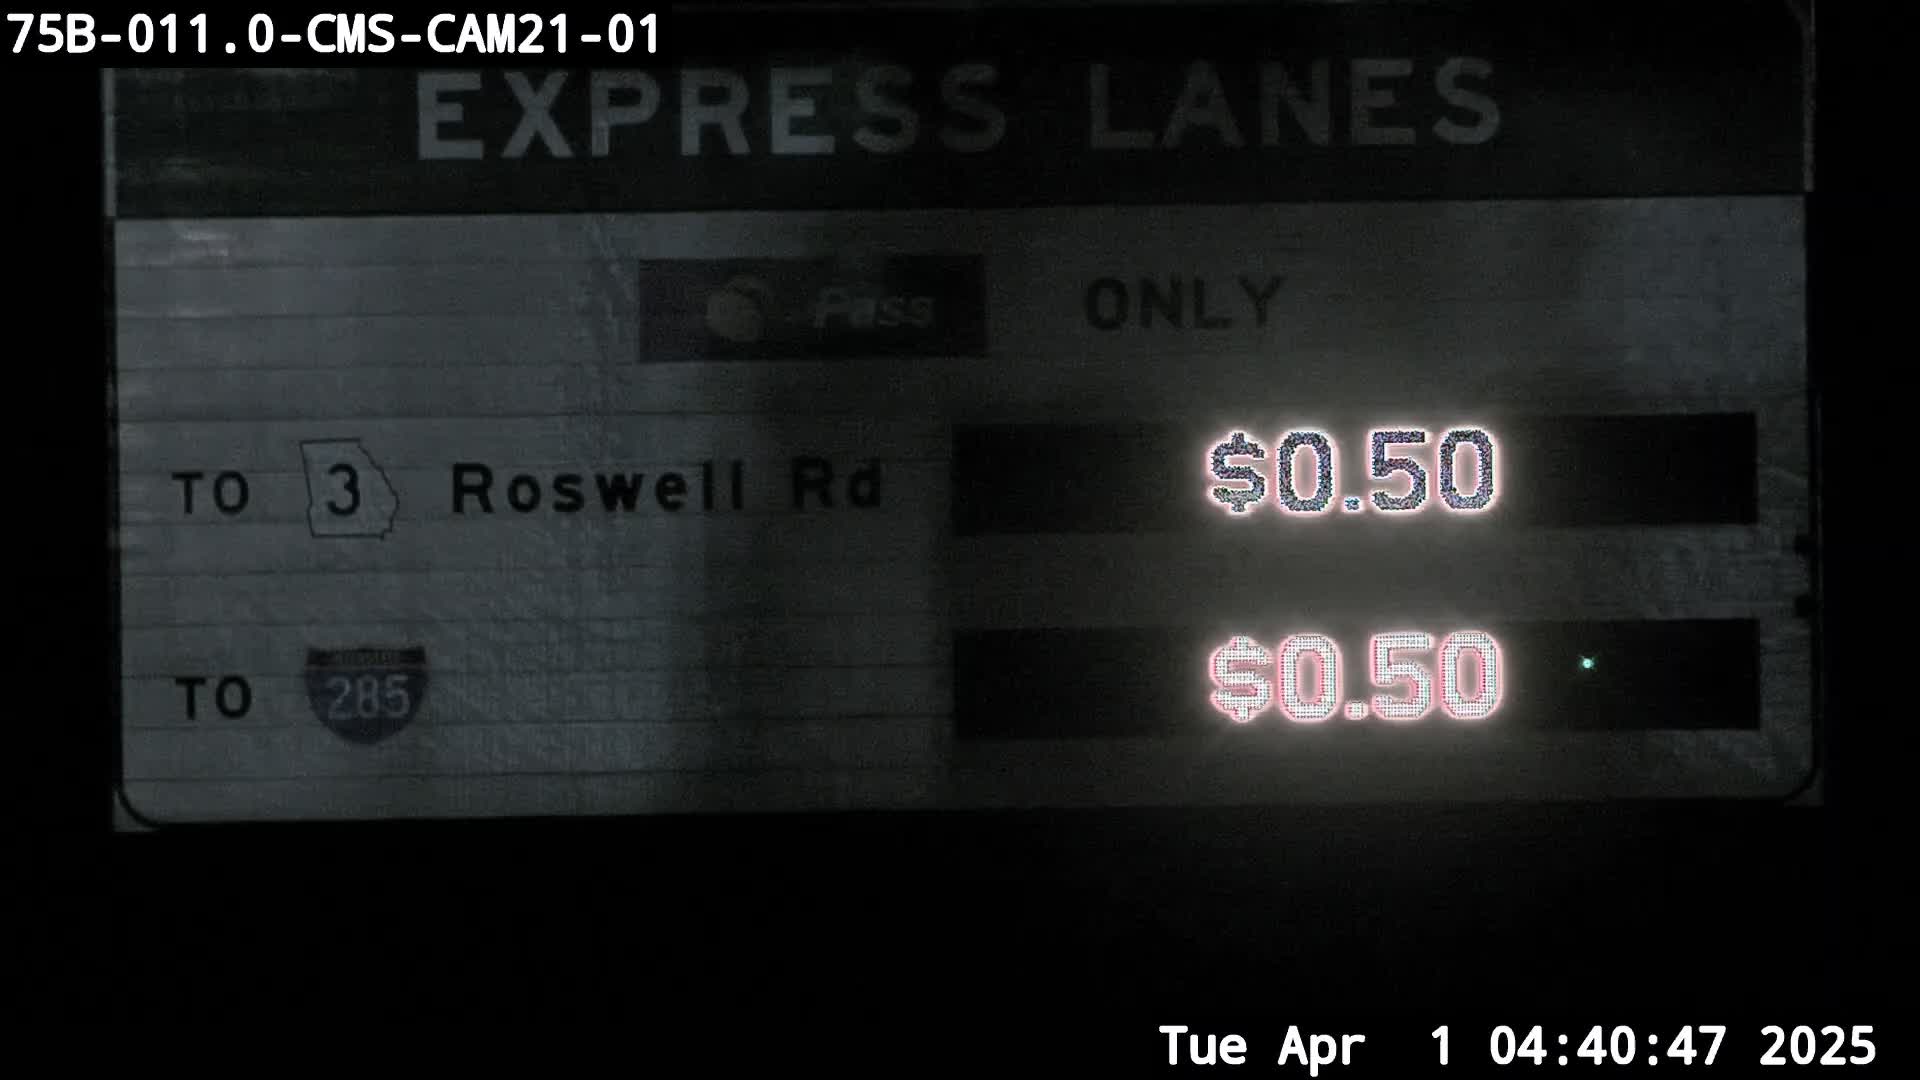 75B-011.0-CMS-CAM21-01
EXPRESS LANES
Pass ONLY
TO 3 Roswell Rd $0.50
TO 285 $0.50
Tue Apr 1 04:40:47 2025